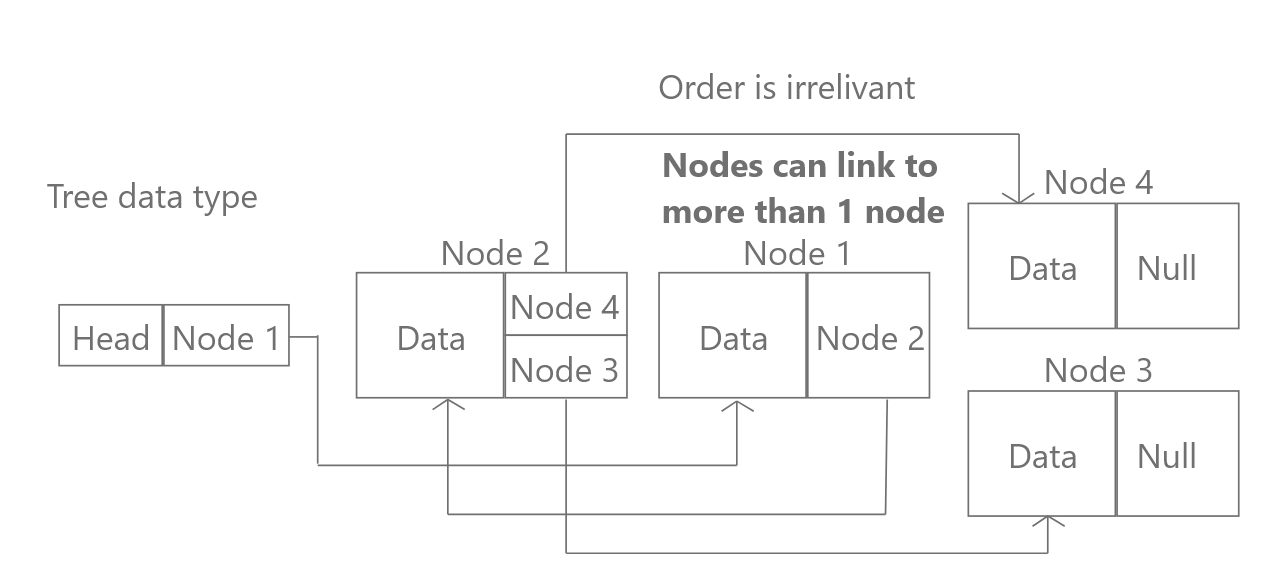 Order is irrelivant
Nodes can link to
more than 1 node
Tree data type
Head
Node 1
Node 2
Data
Node 4
Node 3
Node 1
Data
Node 2
Node 4
Data
Null
Node 3
Data
Null